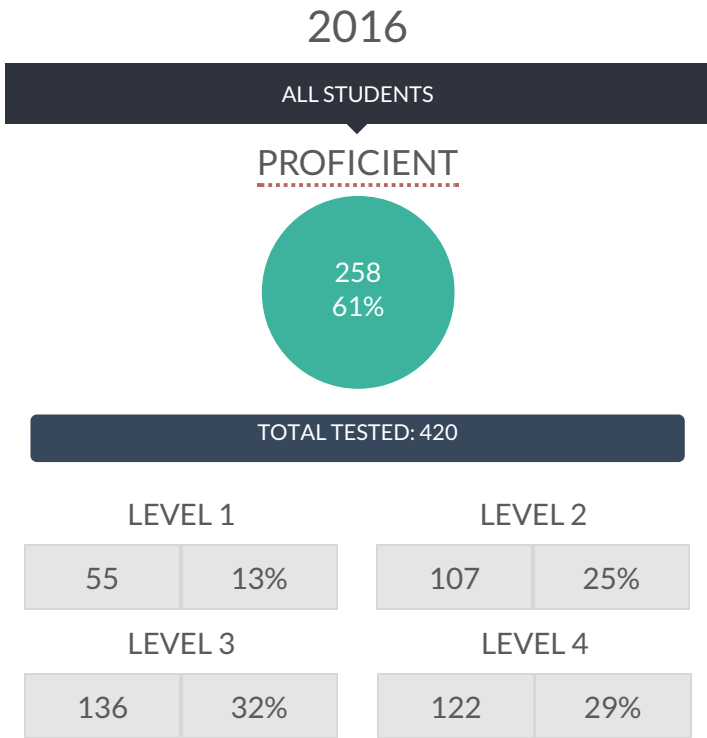 2016
ALL STUDENTS
PROFICIENT
258
61%
TOTAL TESTED: 420
LEVEL 1 LEVEL 2
55 13% 107 25%
LEVEL 3 LEVEL 4
136 32% 122 29%